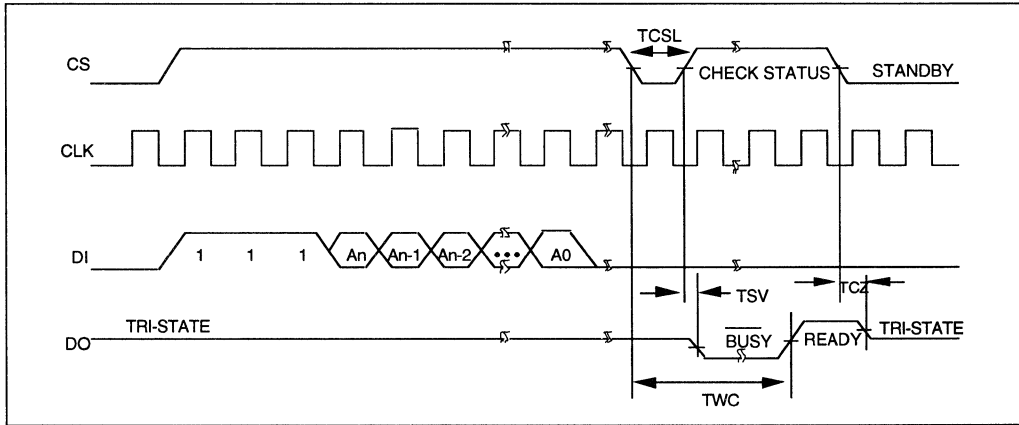 TCSL
CS
CHECK STATUS
STANDBY
CLK
DI
1 1 1 An An-1 An-2 ••• A0
TSV
TCZ
TRI-STATE
DO
BUSY
READY
TRI-STATE
TWC